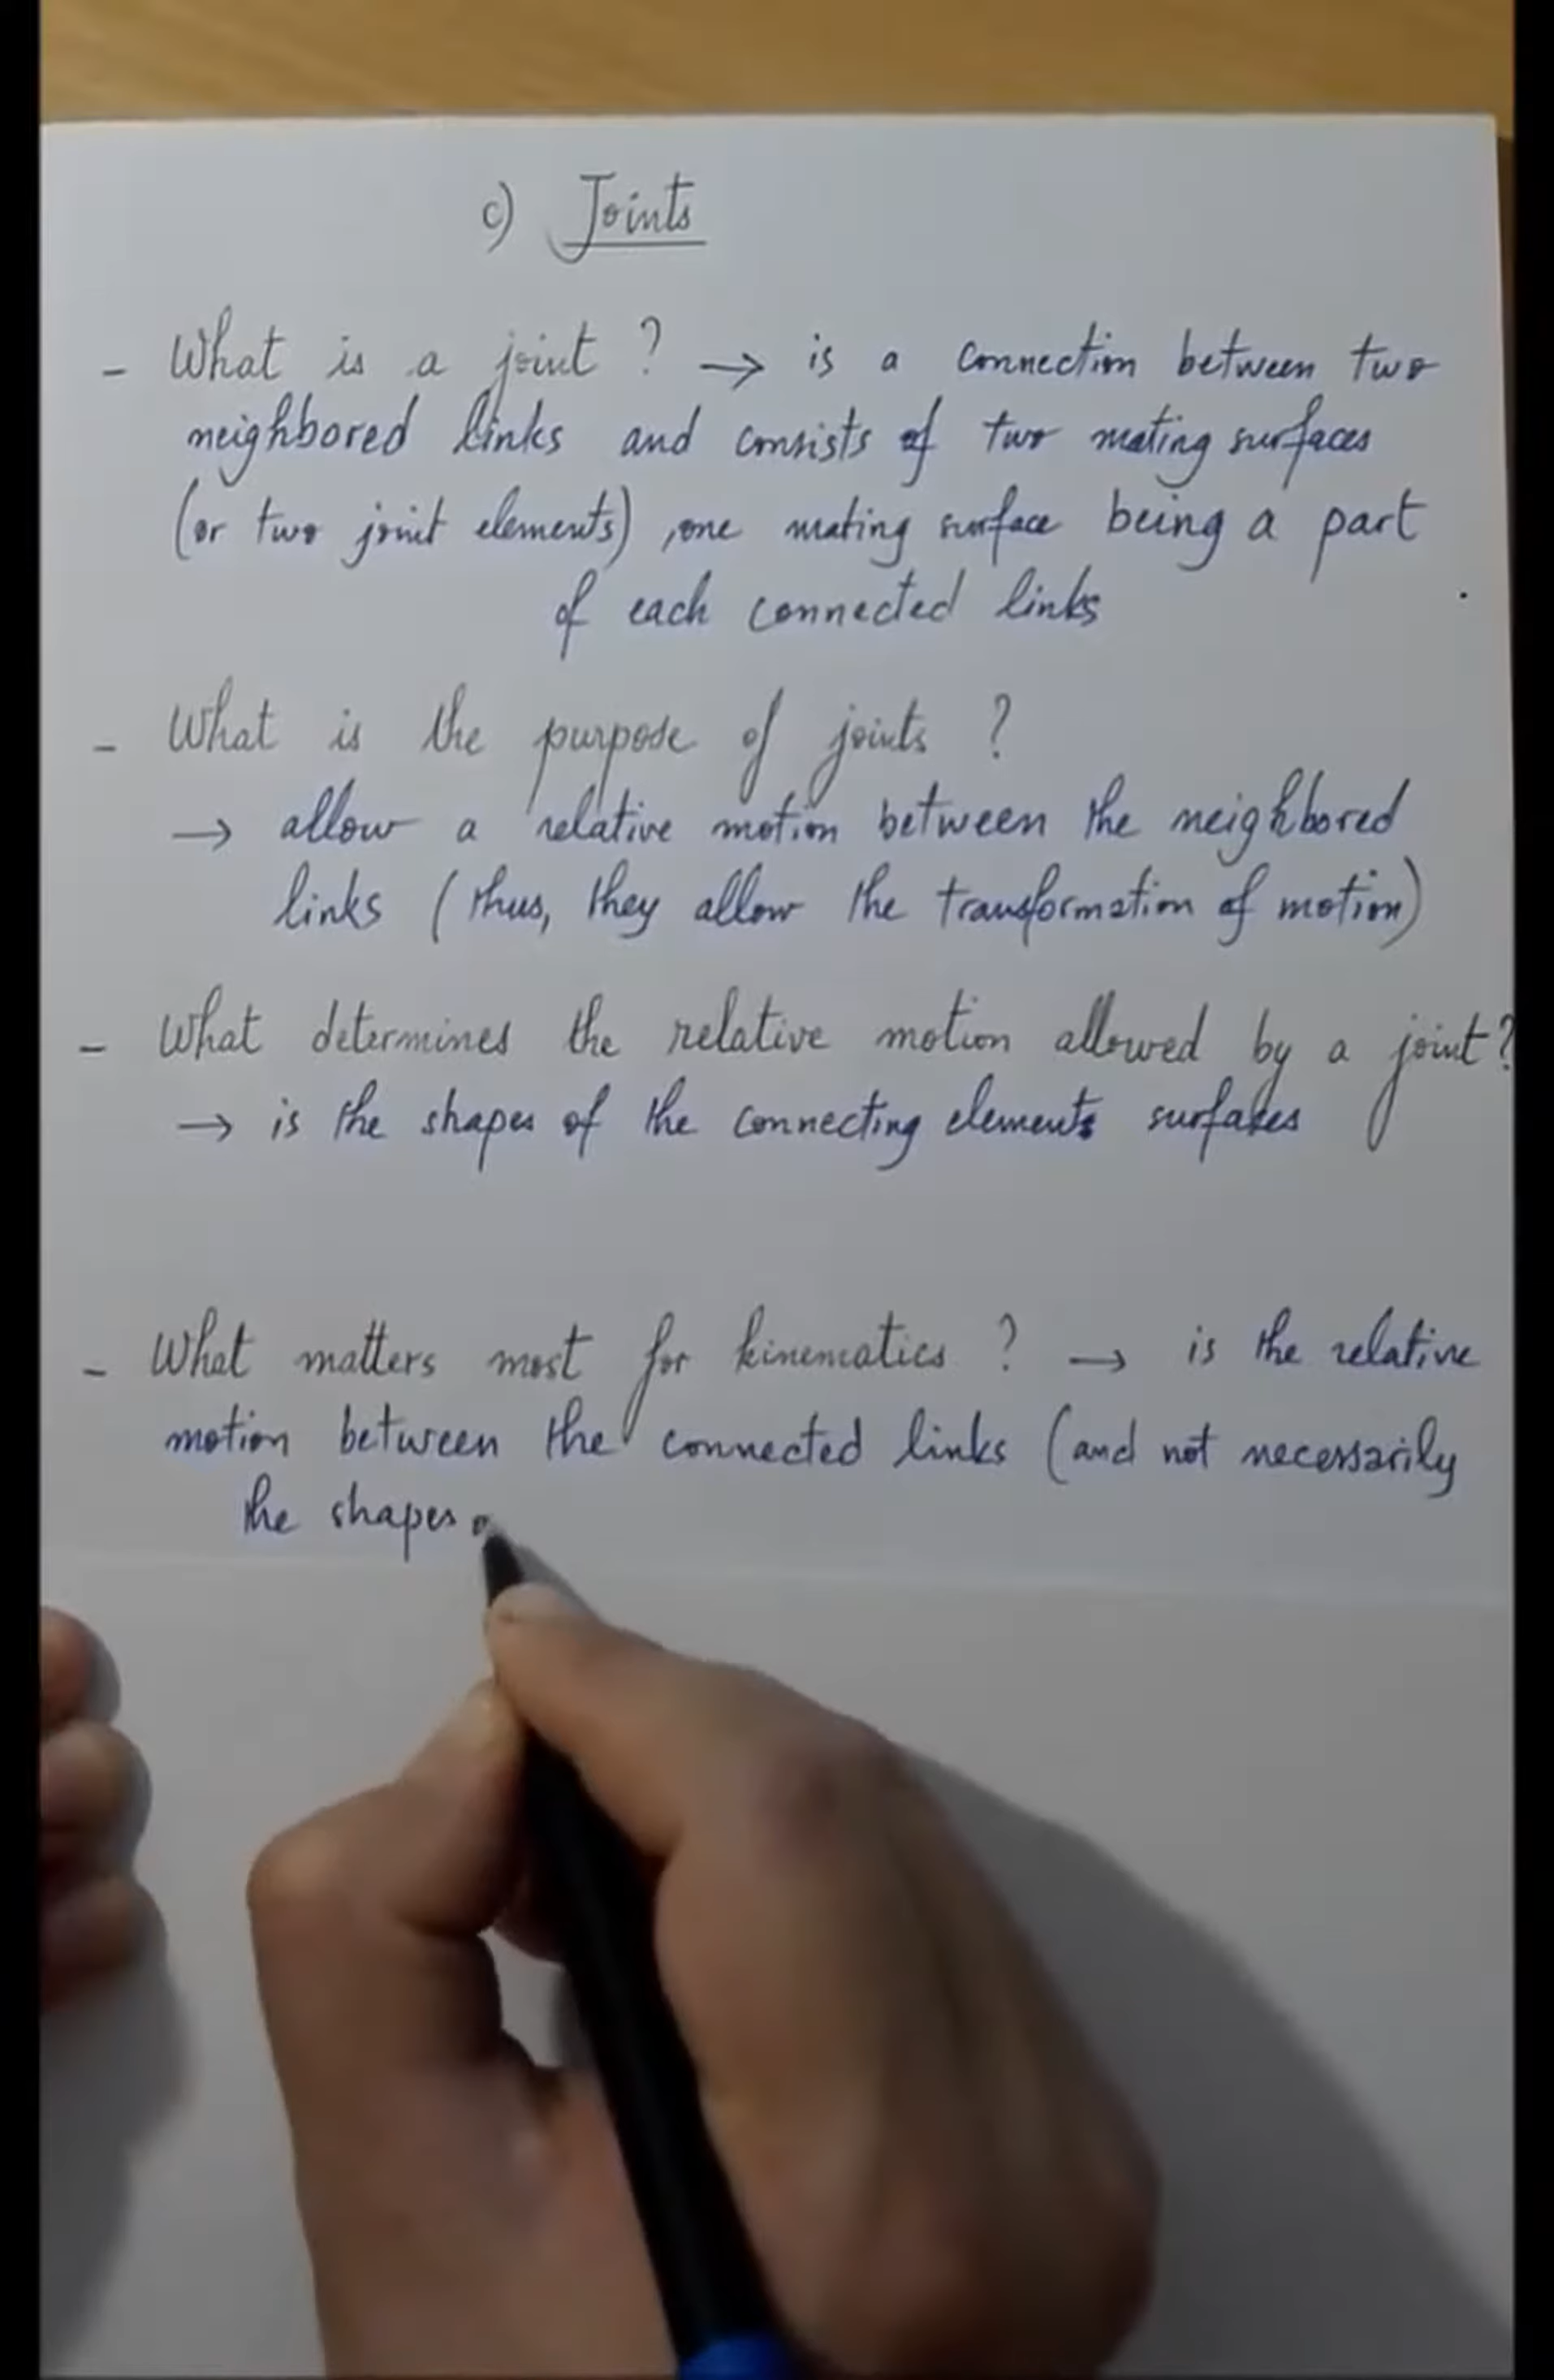 c) Joints
- What is a joint ? → is a connection between two
neighbored links and consists of two mating surfaces
(or two joint elements), one mating surface being a part
of each connected links
- What is the purpose of joints ?
→ allow a relative motion between the neighbored
links (thus, they allow the transformation of motion)
- What determines the relative motion allowed by a joint?
→ is the shapes of the connecting elements surfaces
- What matters most for kinematics ? → is the relative
motion between the connected links (and not necessarily
the shapes o